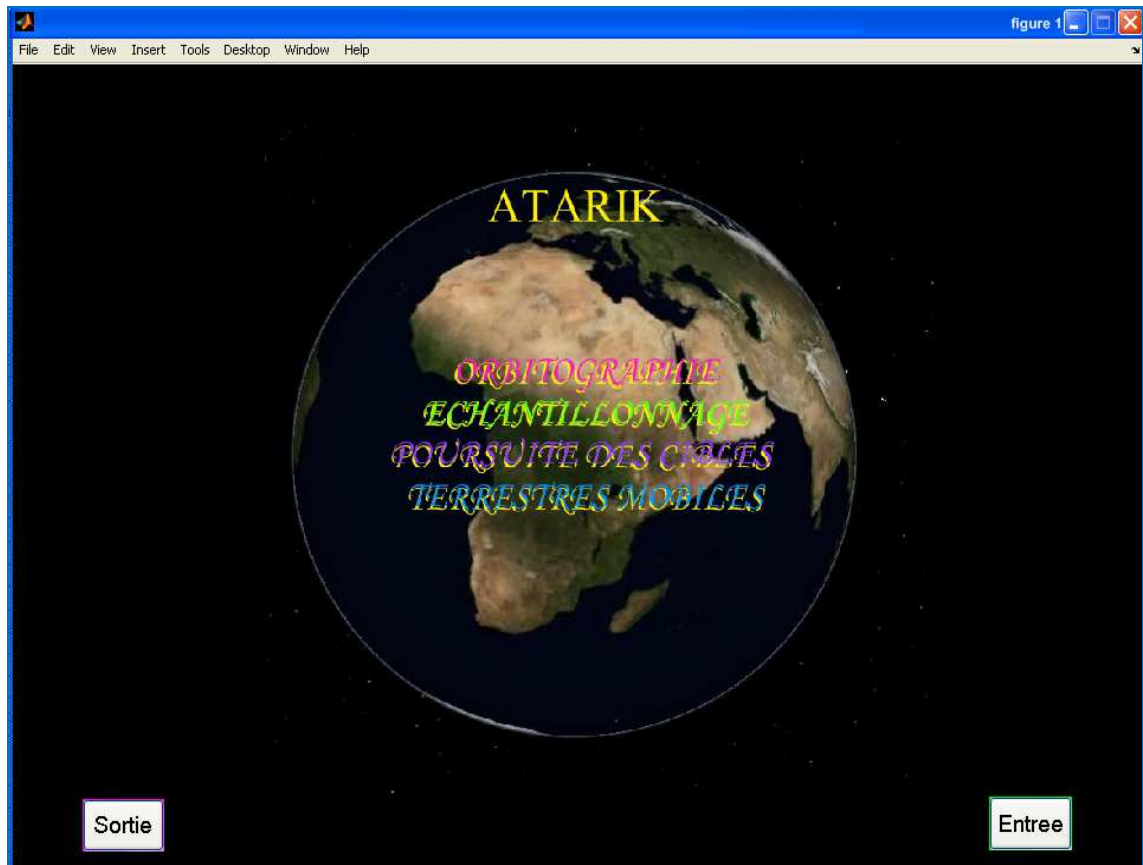 figure 1
File Edit View Insert Tools Desktop Window Help
ATARIK
ORBITOGRAPHIE
ECHANTILLONNAGE
POURSUITE DES CIBLES
TERRESTRES MOBILES
Sortie
Entree